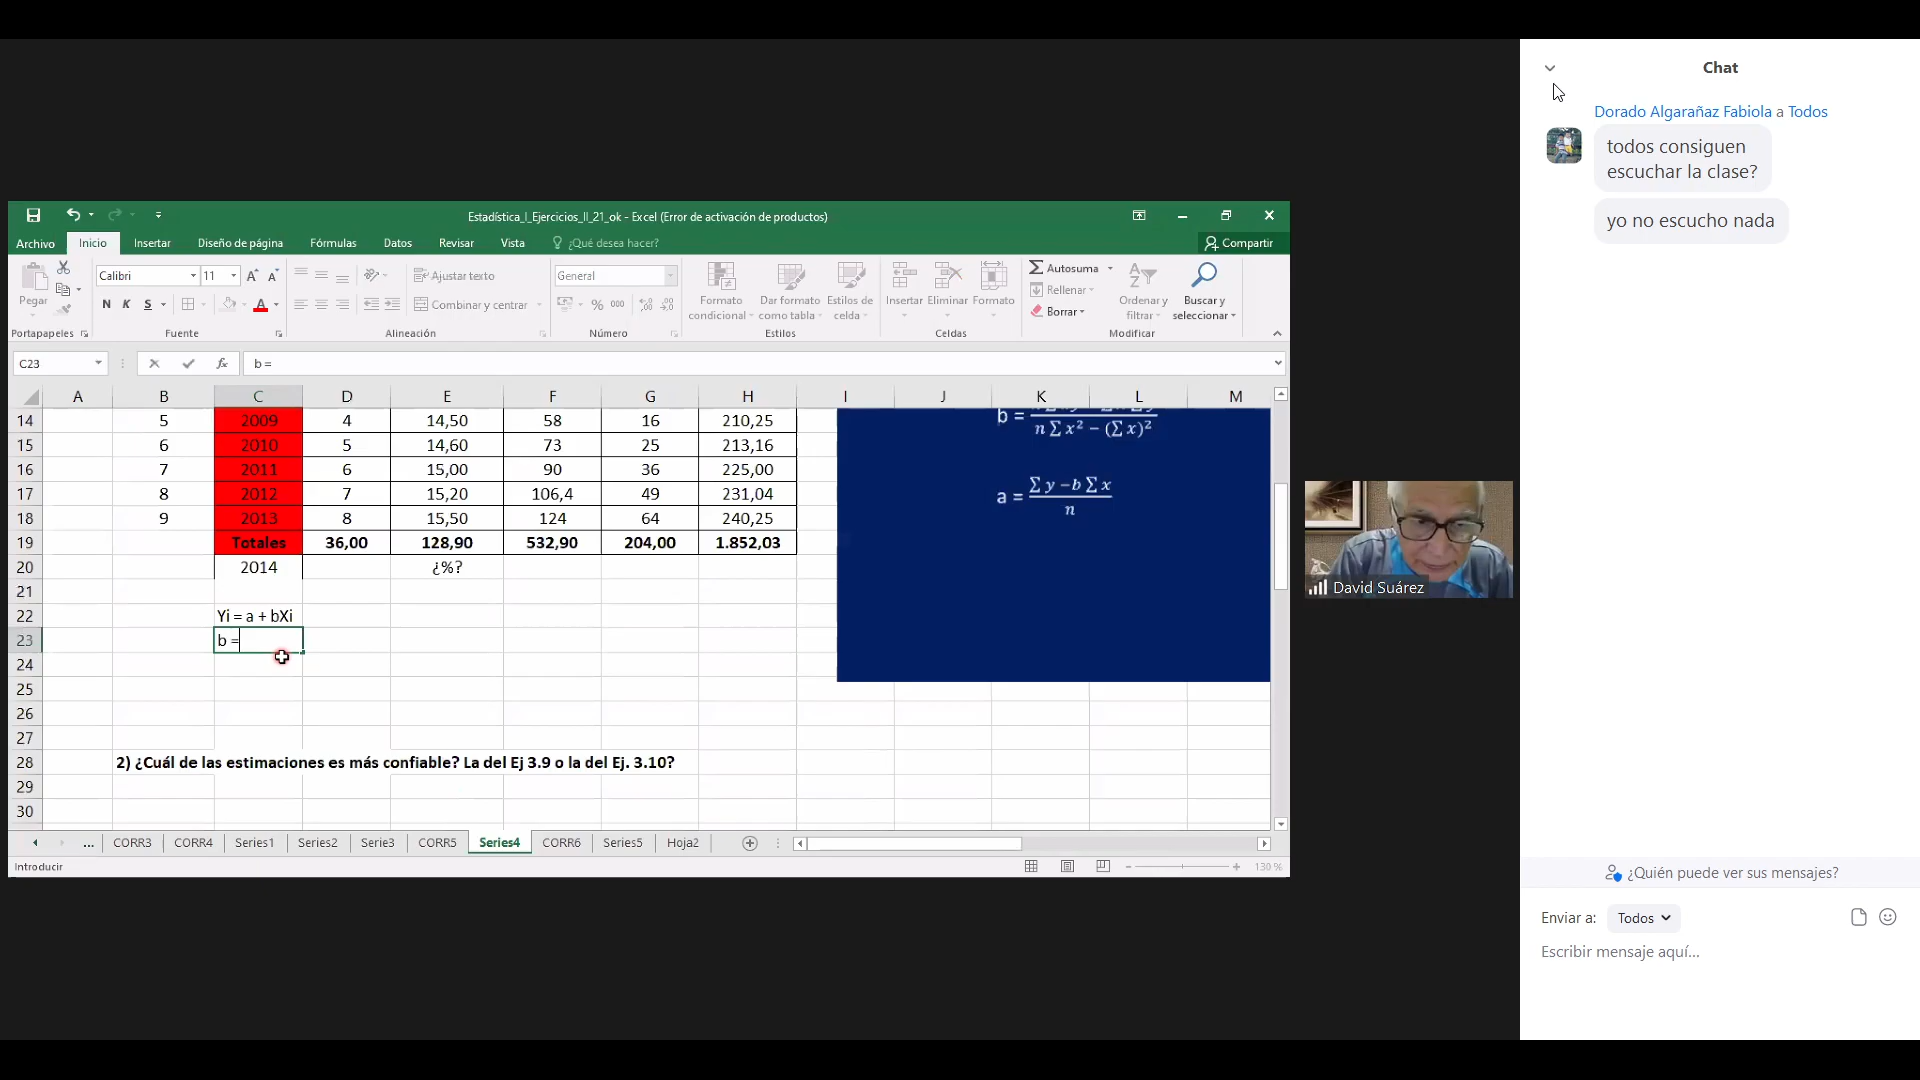 Estadística_I_Ejercicios_II_21_ok - Excel (Error de activación de productos)
Archivo Inicio Insertar Diseño de página Fórmulas Datos Revisar Vista ¿Qué desea hacer? Compartir
Pegar
Calibri 11
N K S
Ajustar texto
Combinar y centrar
General
% 000
Formato condicional
Dar formato como tabla
Estilos de celda
Insertar Eliminar Formato
Autosuma
Rellenar
Borrar
Ordenar y filtrar
Buscar y seleccionar
Portapapeles Fuente Alineación Número Estilos Celdas Modificar
C23 fx b =
A B C D E F G H I J K L M
14 5 2009 4 14,50 58 16 210,25
15 6 2010 5 14,60 73 25 213,16
16 7 2011 6 15,00 90 36 225,00
17 8 2012 7 15,20 106,4 49 231,04
18 9 2013 8 15,50 124 64 240,25
19 Totales 36,00 128,90 532,90 204,00 1.852,03
20 2014 ¿%?
21
22 Yi = a + bXi
23 b =
24
25
26
27
28 2) ¿Cuál de las estimaciones es más confiable? La del Ej 3.9 o la del Ej. 3.10?
29
30
b =
n ∑ x² − (∑ x)²
a = ∑ y − b ∑ x
n
... CORR3 CORR4 Series1 Series2 Serie3 CORR5 Series4 CORR6 Series5 Hoja2
Introducir 130 %
David Suárez
Chat
Dorado Algarañaz Fabiola a Todos
todos consiguen
escuchar la clase?
yo no escucho nada
¿Quién puede ver sus mensajes?
Enviar a: Todos
Escribir mensaje aquí...